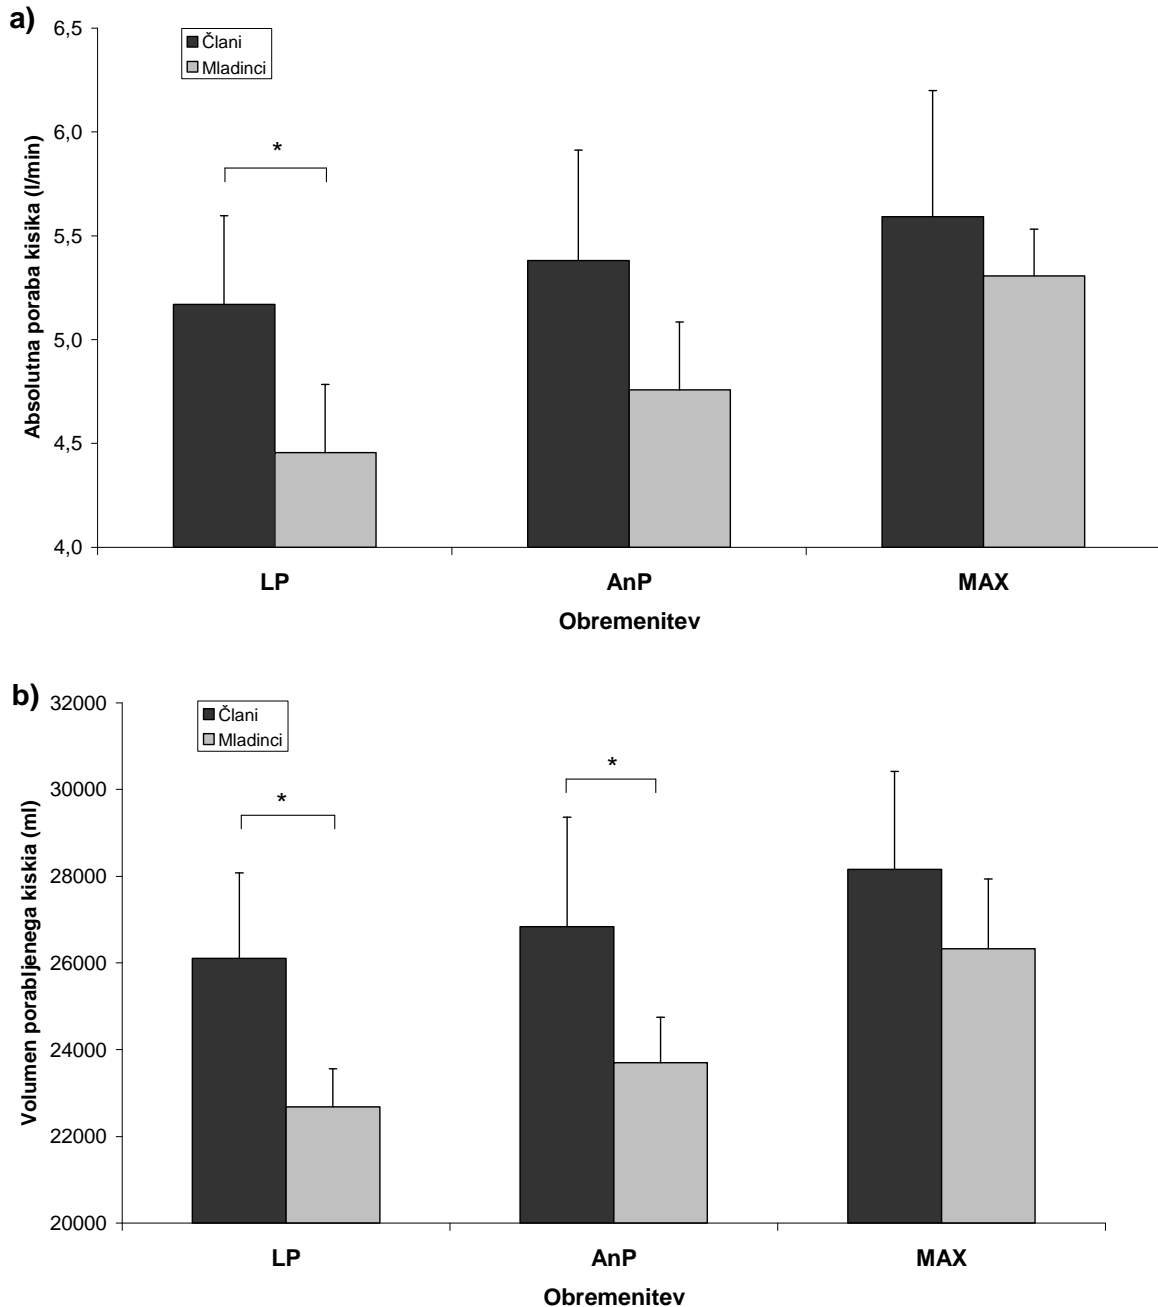 a)
6,5
6,0
5,5
5,0
4,5
4,0
Absolutna poraba kisika (l/min)
Člani
Mladinci
*
LP
AnP
MAX
Obremenitev
b)
32000
30000
28000
26000
24000
22000
20000
Volumen porabljenega kiskia (ml)
Člani
Mladinci
*
*
LP
AnP
MAX
Obremenitev